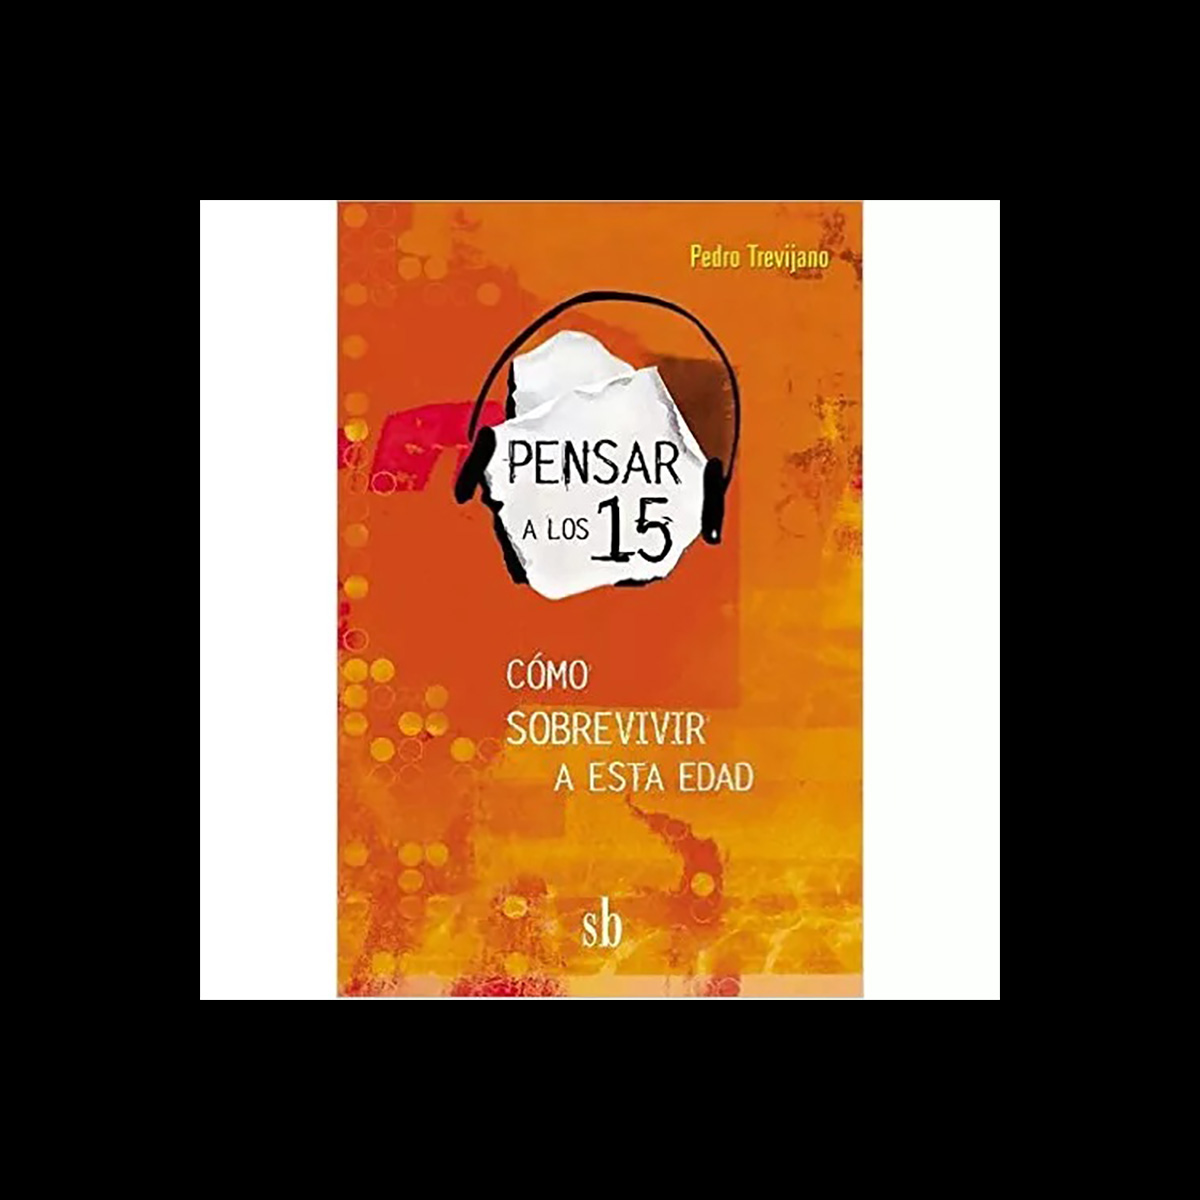 Pedro Trevijano
PENSAR
A LOS 15
CÓMO
SOBREVIVIR
A ESTA EDAD
sb